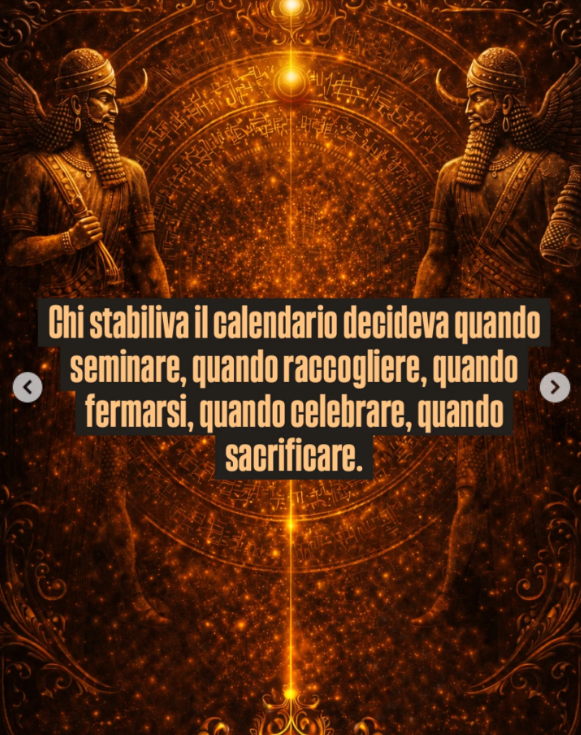 Chi stabiliva il calendario decideva quando
seminare, quando raccogliere, quando
fermarsi, quando celebrare, quando
sacrificare.